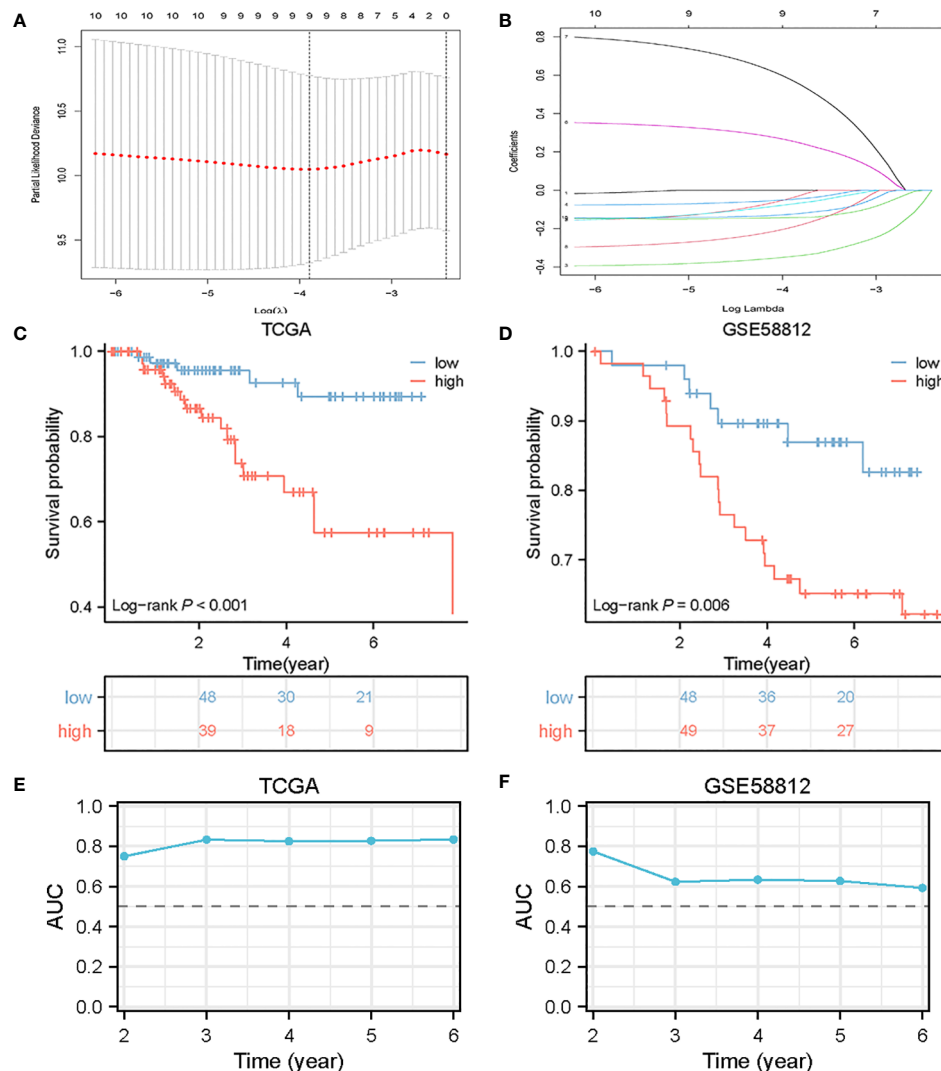 A
10 10 10 10 10 9 9 9 9 9 9 9 8 8 7 5 4 2 0
Partial Likelihood Deviance
11.0
10.5
10.0
9.5
−6 −5 −4 −3
Log(λ)
B
10 9 9 7
Coefficients
0.8
0.6
0.4
0.2
0.0
−0.2
−0.4
−6 −5 −4 −3
Log Lambda
C
TCGA
Survival probability
1.0
0.8
0.6
0.4
low
high
Log−rank P < 0.001
2 4 6
Time(year)
low 48 30 21
high 39 18 9
D
GSE58812
Survival probability
1.0
0.9
0.8
0.7
low
high
Log−rank P = 0.006
2 4 6
Time(year)
low 48 36 20
high 49 37 27
E
TCGA
AUC
1.0
0.8
0.6
0.4
0.2
0.0
2 3 4 5 6
Time (year)
F
GSE58812
AUC
1.0
0.8
0.6
0.4
0.2
0.0
2 3 4 5 6
Time (year)